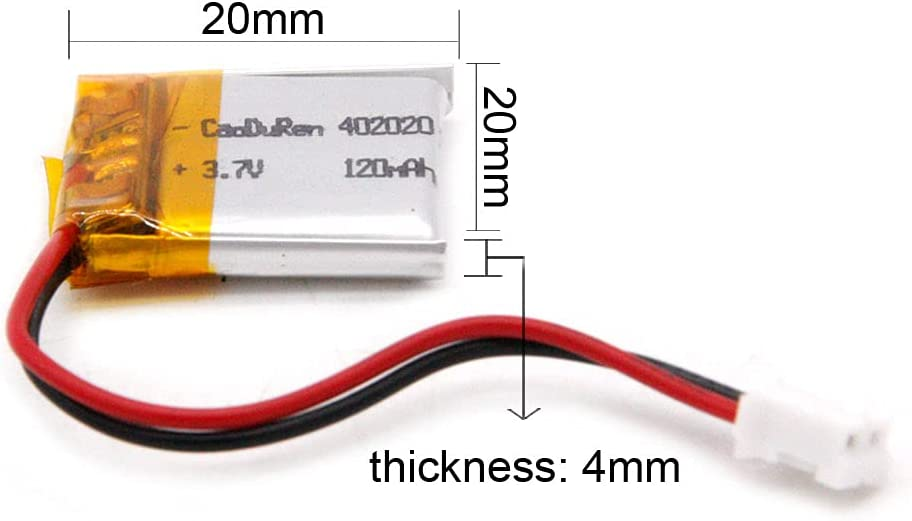 20mm
20mm
- CaoDuRen 402020
+ 3.7V 120mAh
thickness: 4mm